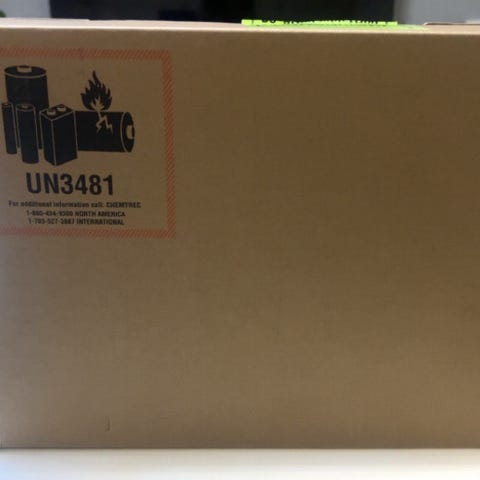 UN3481
For additional information call: CHEMTREC
1-800-424-9300 NORTH AMERICA
1-703-527-3887 INTERNATIONAL